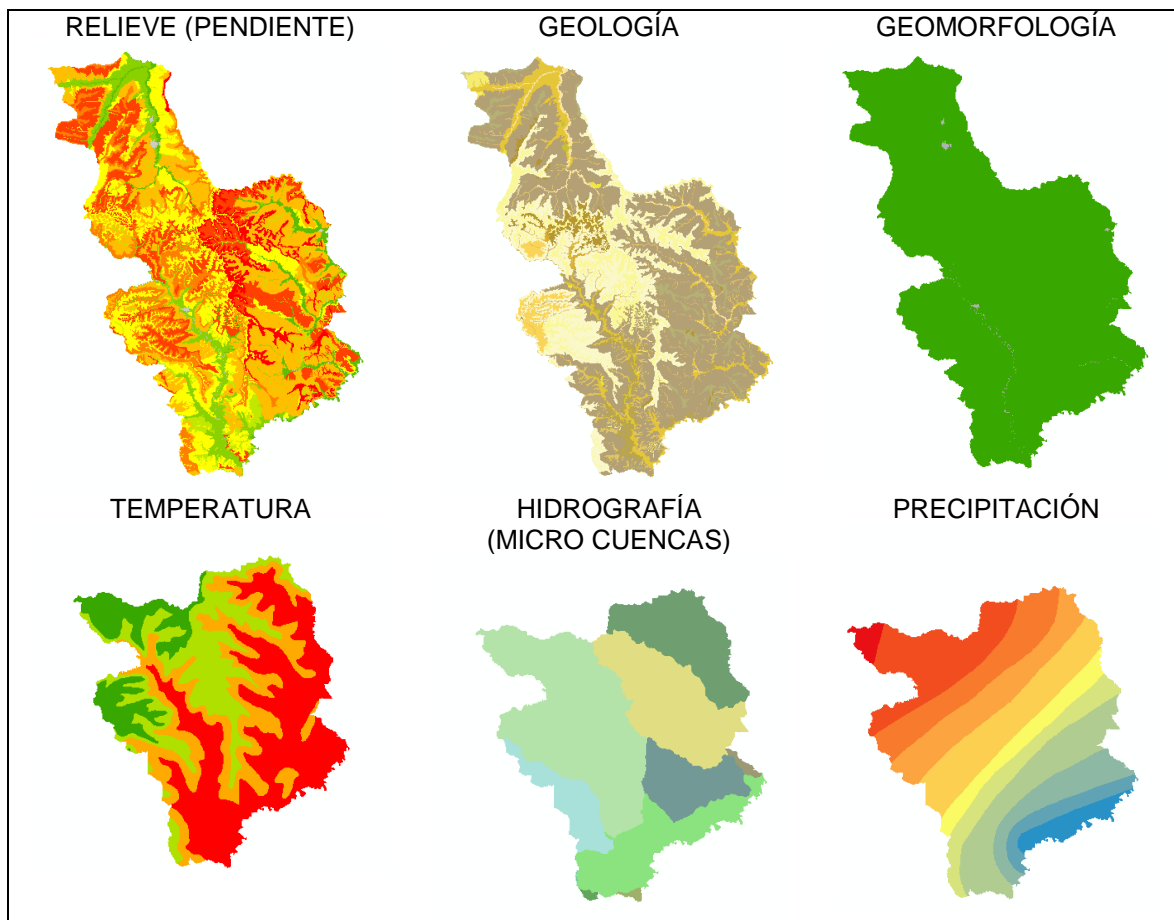 RELIEVE (PENDIENTE)
GEOLOGÍA
GEOMORFOLOGÍA
TEMPERATURA
HIDROGRAFÍA
(MICRO CUENCAS)
PRECIPITACIÓN